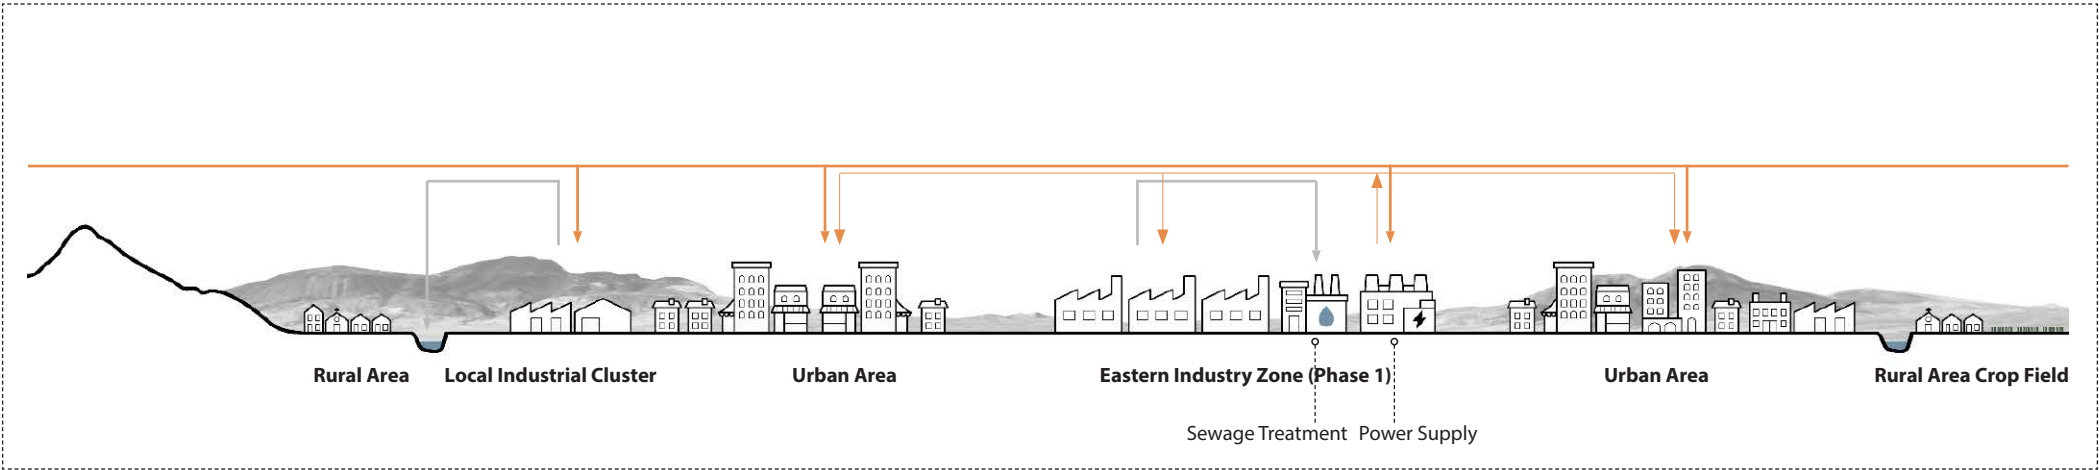 Rural Area
Local Industrial Cluster
Urban Area
Eastern Industry Zone (Phase 1)
Urban Area
Rural Area Crop Field
Sewage Treatment
Power Supply